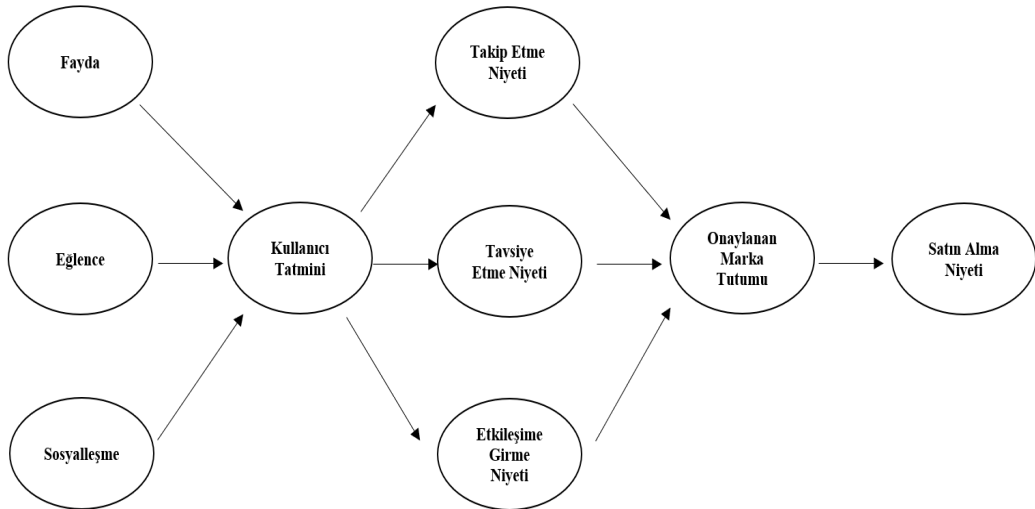 Fayda
Takip Etme
Niyeti
Eğlence
Kullanıcı
Tatmini
Tavsiye
Etme Niyeti
Onaylanan
Marka
Tutumu
Satın Alma
Niyeti
Sosyalleşme
Etkileşime
Girme
Niyeti